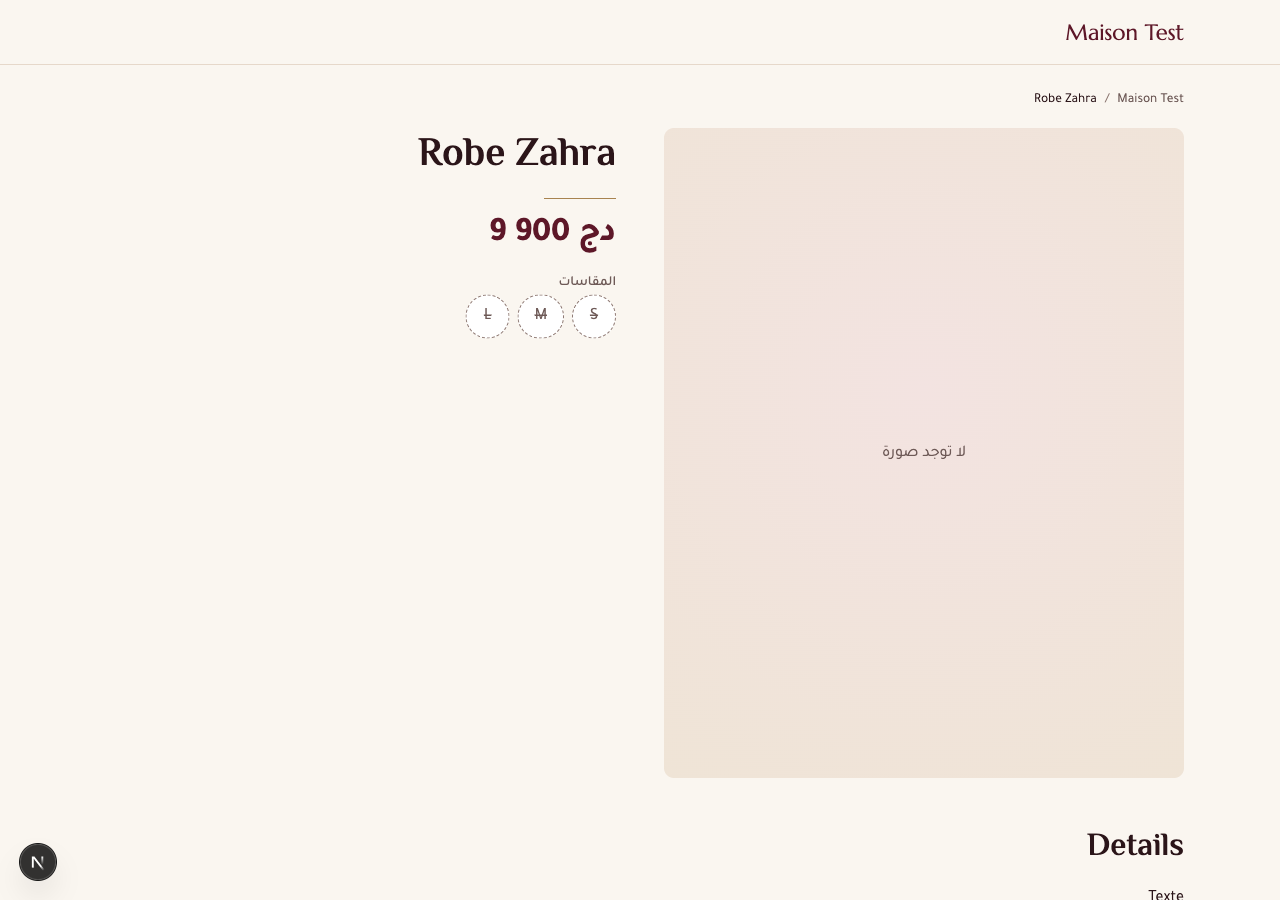 Maison Test
Maison Test / Robe Zahra
Robe Zahra
9 900 دج
المقاسات
S M L
لا توجد صورة
Details
Texte
N